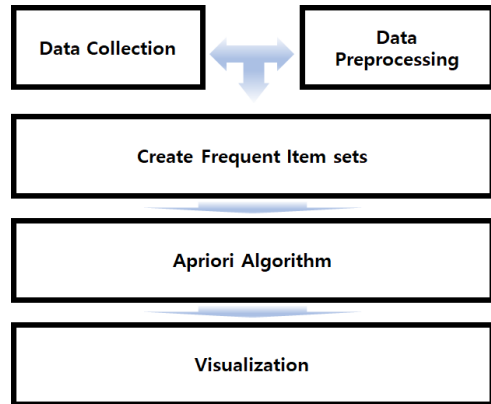 Data Collection
Data
Preprocessing
Create Frequent Item sets
Apriori Algorithm
Visualization